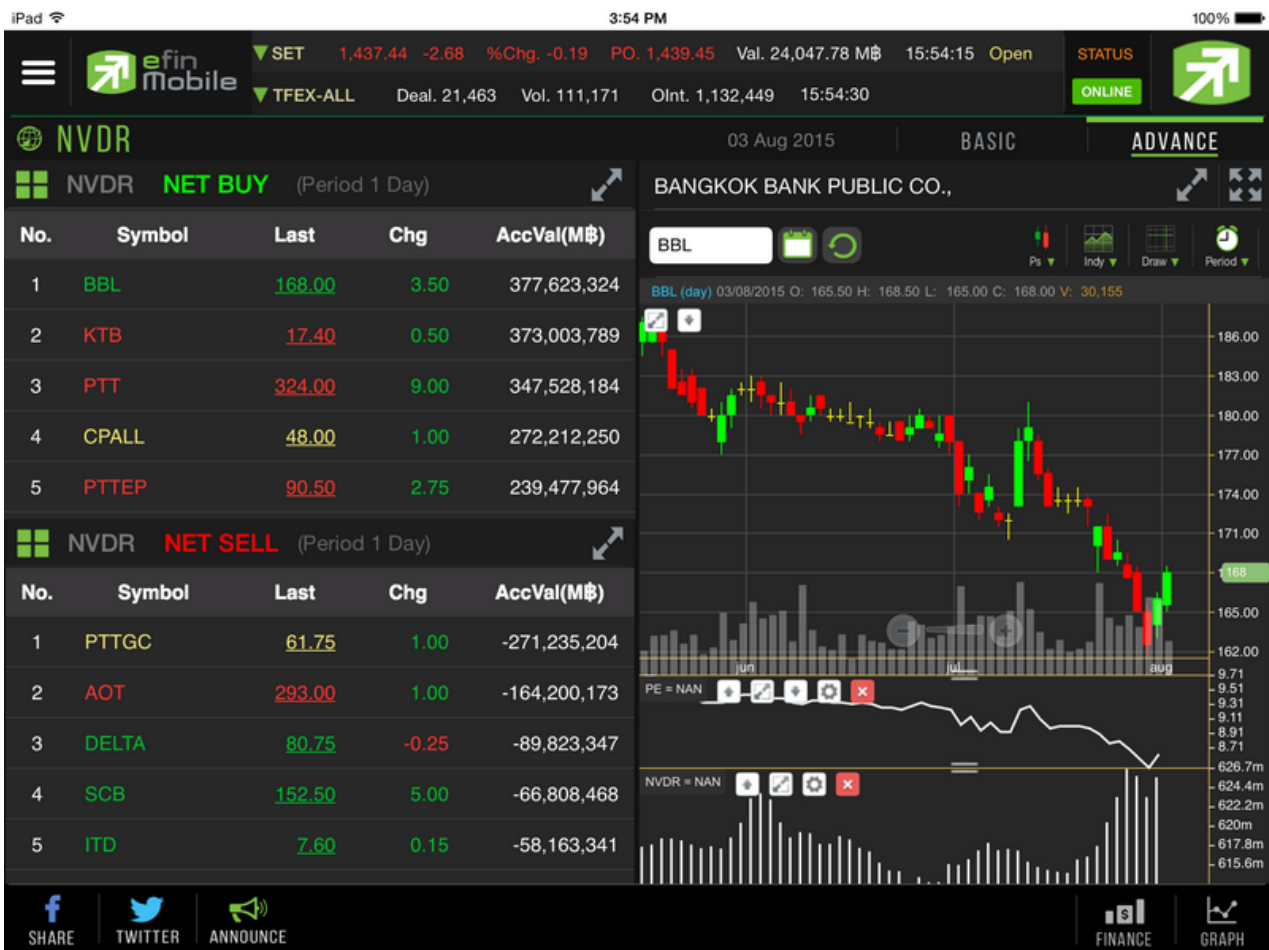 iPad 3:54 PM 100%
efin Mobile
SET 1,437.44 -2.68 %Chg. -0.19 PO. 1,439.45 Val. 24,047.78 M฿ 15:54:15 Open
TFEX-ALL Deal. 21,463 Vol. 111,171 OInt. 1,132,449 15:54:30
STATUS
ONLINE
NVDR 03 Aug 2015 BASIC ADVANCE
NVDR NET BUY (Period 1 Day)
No. Symbol Last Chg AccVal(M฿)
1 BBL 168.00 3.50 377,623,324
2 KTB 17.40 0.50 373,003,789
3 PTT 324.00 9.00 347,528,184
4 CPALL 48.00 1.00 272,212,250
5 PTTEP 90.50 2.75 239,477,964
NVDR NET SELL (Period 1 Day)
No. Symbol Last Chg AccVal(M฿)
1 PTTGC 61.75 1.00 -271,235,204
2 AOT 293.00 1.00 -164,200,173
3 DELTA 80.75 -0.25 -89,823,347
4 SCB 152.50 5.00 -66,808,468
5 ITD 7.60 0.15 -58,163,341
BANGKOK BANK PUBLIC CO.,
BBL
Ps Indy Draw Period
BBL (day) 03/08/2015 O: 165.50 H: 168.50 L: 165.00 C: 168.00 V: 30,155
186.00
183.00
180.00
177.00
174.00
171.00
168
165.00
162.00
jun jul aug
PE = NAN
9.71
9.51
9.31
9.11
8.91
8.71
NVDR = NAN
626.7m
624.4m
622.2m
620m
617.8m
615.6m
SHARE TWITTER ANNOUNCE FINANCE GRAPH